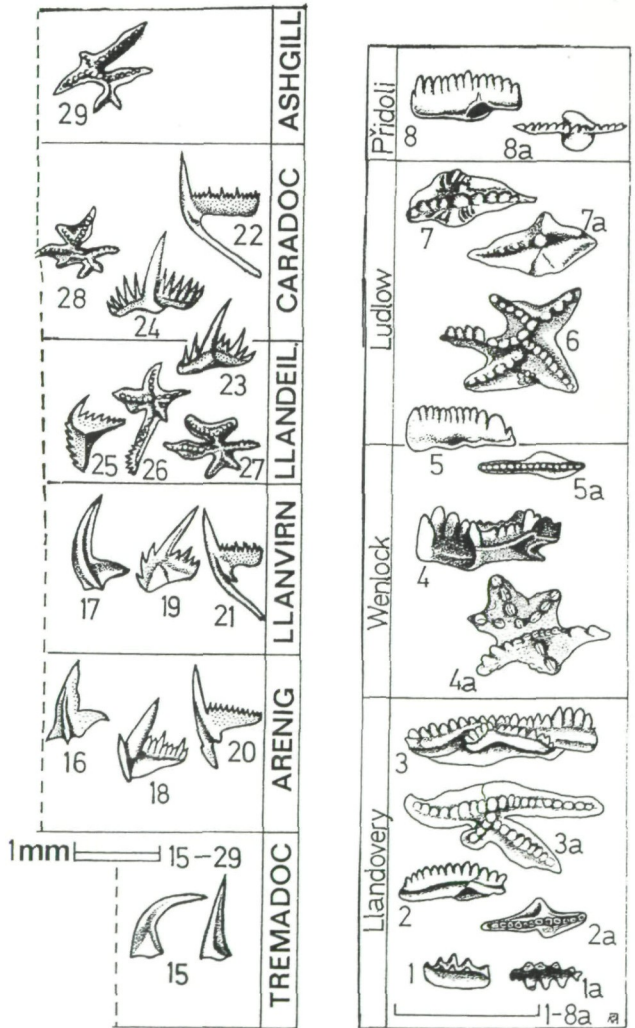 29
ASHGILL
22
28
24
CARADOC
23
25
26
27
LLANDEIL.
17
19
21
LLANVIRN
16
18
20
ARENIG
1mm 15-29
15
TREMADOC
8
8a
Přídolí
7
7a
6
5
Ludlow
5a
4
4a
Wenlock
3
3a
2
2a
1
1a
Llandovery
1-8a